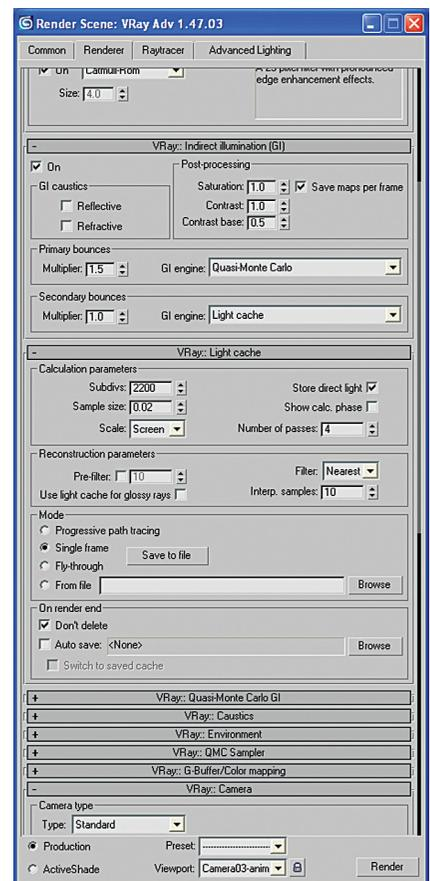 Render Scene: VRay Adv 1.47.03
Common Renderer Raytracer Advanced Lighting
On Catmull-Rom
edge enhancement effects.
Size: 4.0
- VRay:: Indirect illumination (GI)
On
Post-processing
GI caustics
Saturation: 1.0 Save maps per frame
Reflective
Contrast: 1.0
Refractive
Contrast base: 0.5
Primary bounces
Multiplier: 1.5 GI engine: Quasi-Monte Carlo
Secondary bounces
Multiplier: 1.0 GI engine: Light cache
- VRay:: Light cache
Calculation parameters
Subdivs: 2200 Store direct light
Sample size: 0.02 Show calc. phase
Scale: Screen Number of passes: 4
Reconstruction parameters
Pre-filter: 10 Filter: Nearest
Use light cache for glossy rays Interp. samples: 10
Mode
Progressive path tracing
Single frame Save to file
Fly-through
From file Browse
On render end
Don't delete
Auto save: <None> Browse
Switch to saved cache
+ VRay:: Quasi-Monte Carlo GI
+ VRay:: Caustics
+ VRay:: Environment
+ VRay:: QMC Sampler
+ VRay:: G-Buffer/Color mapping
- VRay:: Camera
Camera type
Type: Standard
Production Preset: --------------------
ActiveShade Viewport: Camera03-anim Render